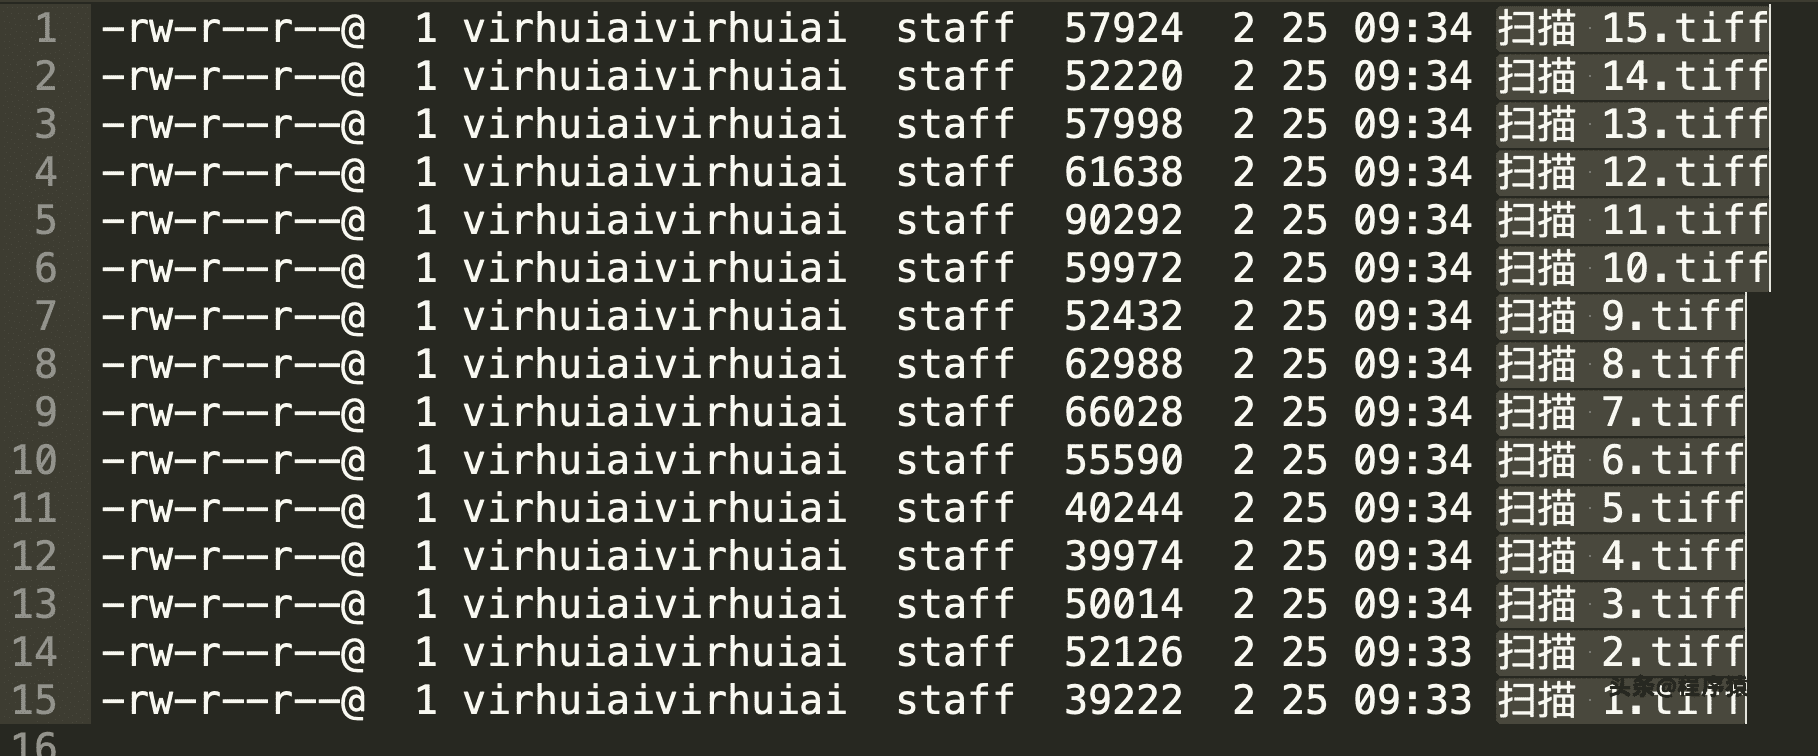 1 -rw-r--r--@  1 virhuiaivirhuiai  staff  57924  2 25 09:34 扫描 15.tiff
2 -rw-r--r--@  1 virhuiaivirhuiai  staff  52220  2 25 09:34 扫描 14.tiff
3 -rw-r--r--@  1 virhuiaivirhuiai  staff  57998  2 25 09:34 扫描 13.tiff
4 -rw-r--r--@  1 virhuiaivirhuiai  staff  61638  2 25 09:34 扫描 12.tiff
5 -rw-r--r--@  1 virhuiaivirhuiai  staff  90292  2 25 09:34 扫描 11.tiff
6 -rw-r--r--@  1 virhuiaivirhuiai  staff  59972  2 25 09:34 扫描 10.tiff
7 -rw-r--r--@  1 virhuiaivirhuiai  staff  52432  2 25 09:34 扫描 9.tiff
8 -rw-r--r--@  1 virhuiaivirhuiai  staff  62988  2 25 09:34 扫描 8.tiff
9 -rw-r--r--@  1 virhuiaivirhuiai  staff  66028  2 25 09:34 扫描 7.tiff
10 -rw-r--r--@  1 virhuiaivirhuiai  staff  55590  2 25 09:34 扫描 6.tiff
11 -rw-r--r--@  1 virhuiaivirhuiai  staff  40244  2 25 09:34 扫描 5.tiff
12 -rw-r--r--@  1 virhuiaivirhuiai  staff  39974  2 25 09:34 扫描 4.tiff
13 -rw-r--r--@  1 virhuiaivirhuiai  staff  50014  2 25 09:34 扫描 3.tiff
14 -rw-r--r--@  1 virhuiaivirhuiai  staff  52126  2 25 09:33 扫描 2.tiff
15 -rw-r--r--@  1 virhuiaivirhuiai  staff  39222  2 25 09:33 扫描 1.tiff
头条@程序猿
16